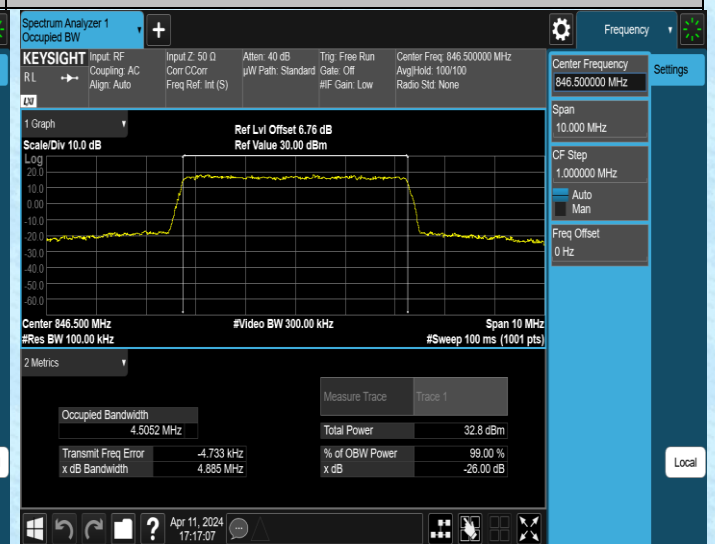 Spectrum Analyzer 1
Occupied BW
Frequency
KEYSIGHT
R L
LXI
Input: RF
Coupling: AC
Align: Auto
Input Z: 50 Ω
Corr CCorr
Freq Ref: Int (S)
Atten: 40 dB
µW Path: Standard
Trig: Free Run
Gate: Off
#IF Gain: Low
Center Freq: 846.500000 MHz
Avg|Hold: 100/100
Radio Std: None
Center Frequency
846.500000 MHz
Settings
Span
10.000 MHz
CF Step
1.000000 MHz
Auto
Man
Freq Offset
0 Hz
1 Graph
Scale/Div 10.0 dB
Ref Lvl Offset 6.76 dB
Ref Value 30.00 dBm
Log
20.0
10.0
0.00
-10.0
-20.0
-30.0
-40.0
-50.0
-60.0
Center 846.500 MHz
#Video BW 300.00 kHz
Span 10 MHz
#Res BW 100.00 kHz
#Sweep 100 ms (1001 pts)
2 Metrics
Measure Trace
Trace 1
Occupied Bandwidth
4.5052 MHz
Total Power
32.8 dBm
Transmit Freq Error
-4.733 kHz
% of OBW Power
99.00 %
x dB Bandwidth
4.885 MHz
x dB
-26.00 dB
Local
Apr 11, 2024
17:17:07